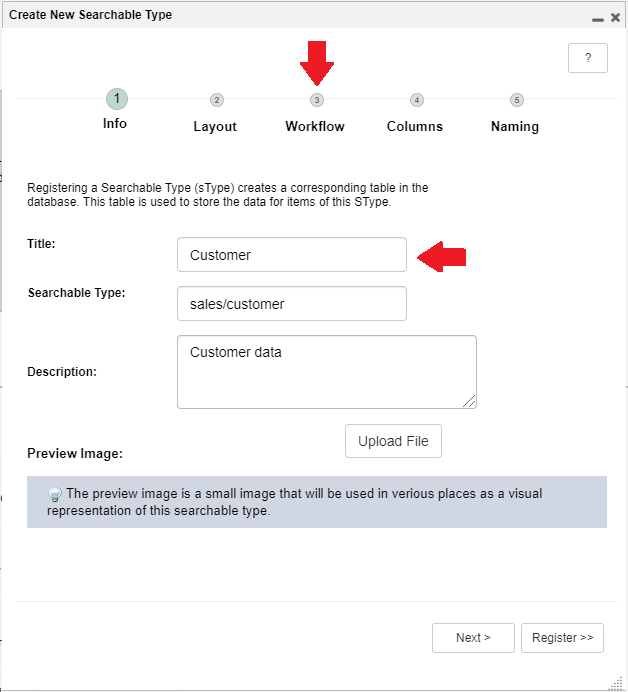 Create New Searchable Type
?
1 2 3 4 5
Info Layout Workflow Columns Naming
Registering a Searchable Type (sType) creates a corresponding table in the
database. This table is used to store the data for items of this SType.
Title: Customer
Searchable Type: sales/customer
Description: Customer data
Preview Image: Upload File
The preview image is a small image that will be used in verious places as a visual
representation of this searchable type.
Next > Register >>